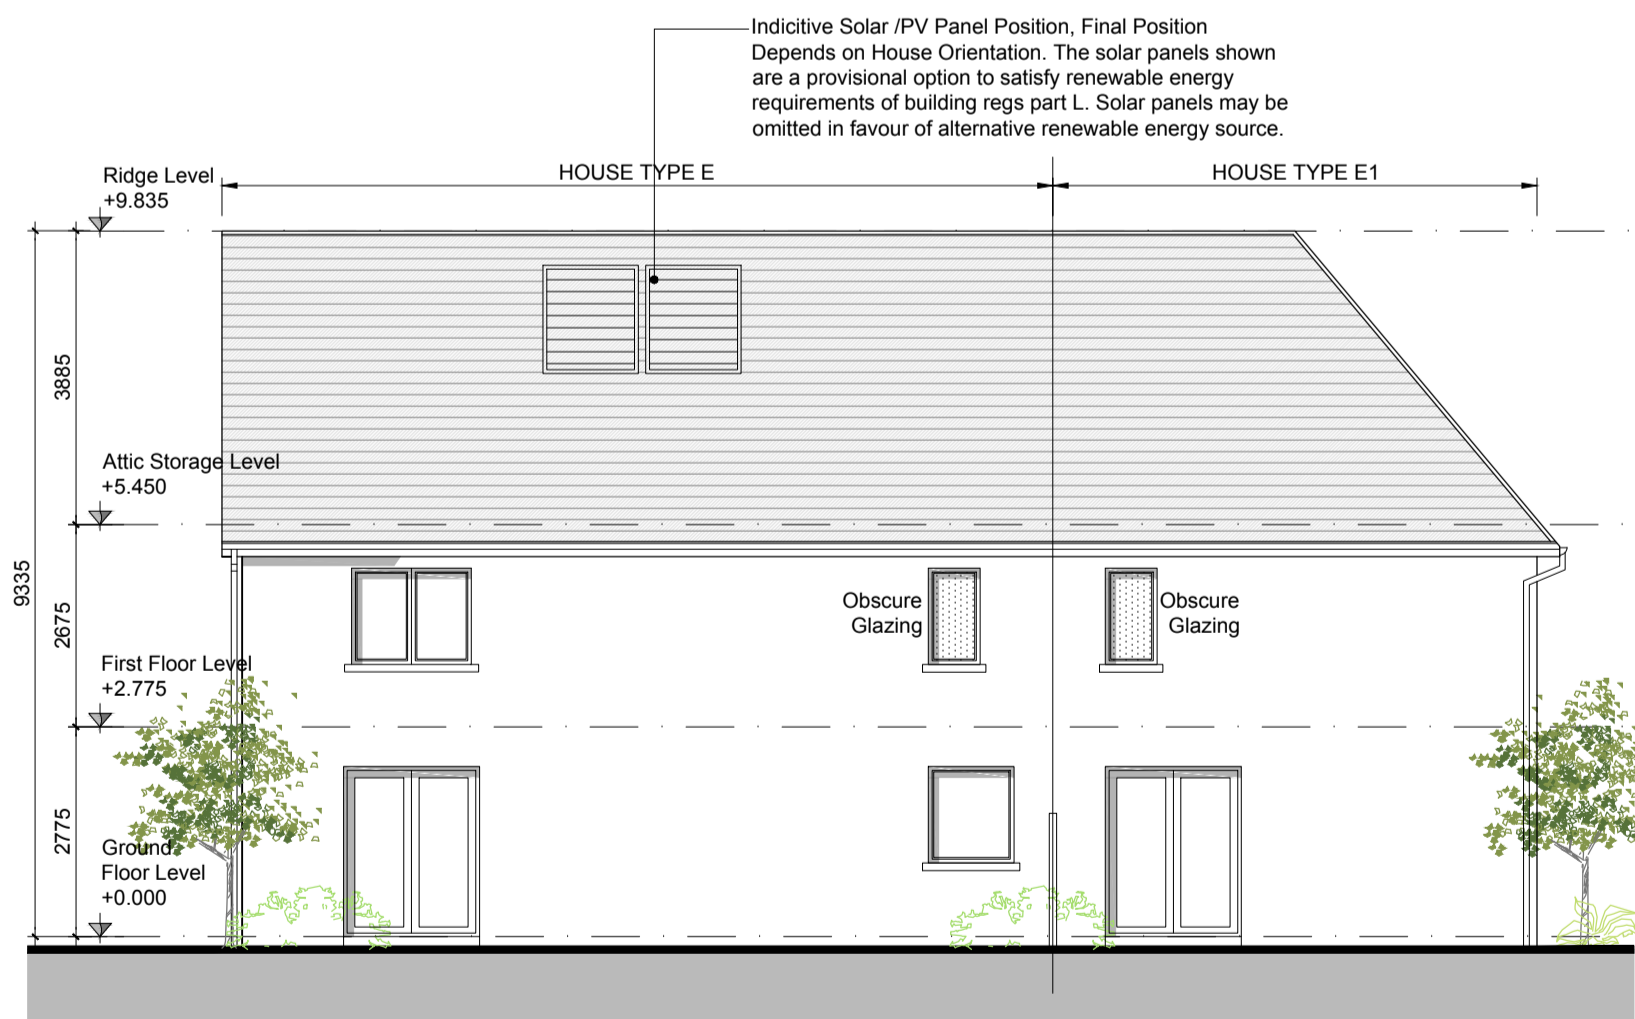 Indicitive Solar /PV Panel Position, Final Position
Depends on House Orientation. The solar panels shown
are a provisional option to satisfy renewable energy
requirements of building regs part L. Solar panels may be
omitted in favour of alternative renewable energy source.
HOUSE TYPE E
HOUSE TYPE E1
Ridge Level
+9.835
3885
Attic Storage Level
+5.450
9335
2675
Obscure
Glazing
Obscure
Glazing
First Floor Level
+2.775
2775
Ground
Floor Level
+0.000